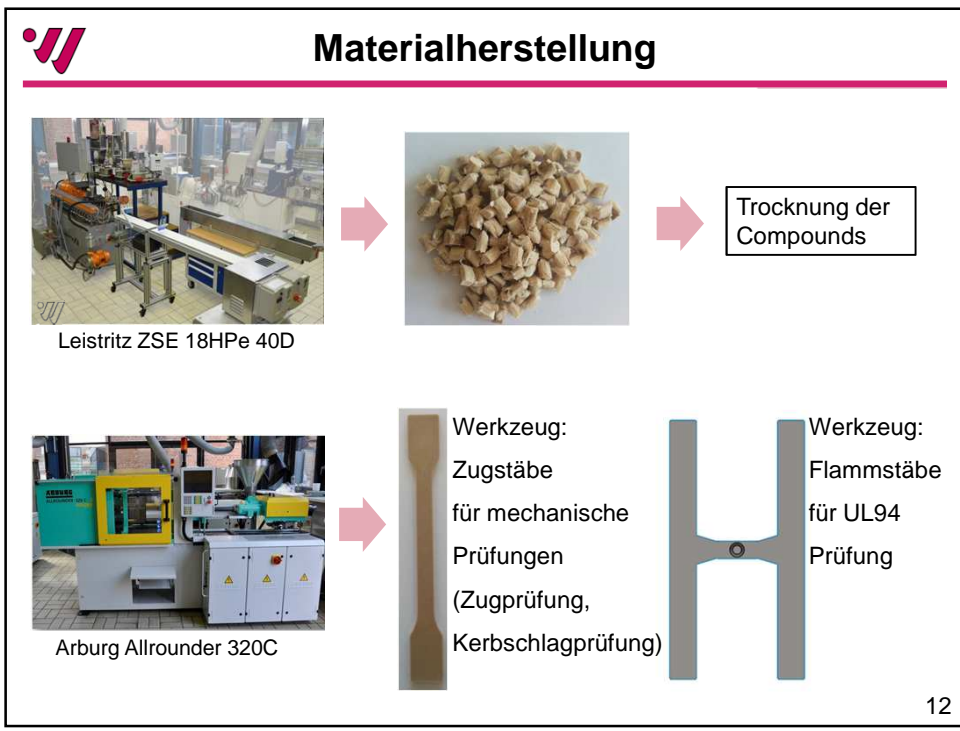 Materialherstellung
Trocknung der
Compounds
Leistritz ZSE 18HPe 40D
Werkzeug:
Zugstäbe
für mechanische
Prüfungen
(Zugprüfung,
Kerbschlagprüfung)
Werkzeug:
Flammstäbe
für UL94
Prüfung
ARBURG
Arburg Allrounder 320C
12